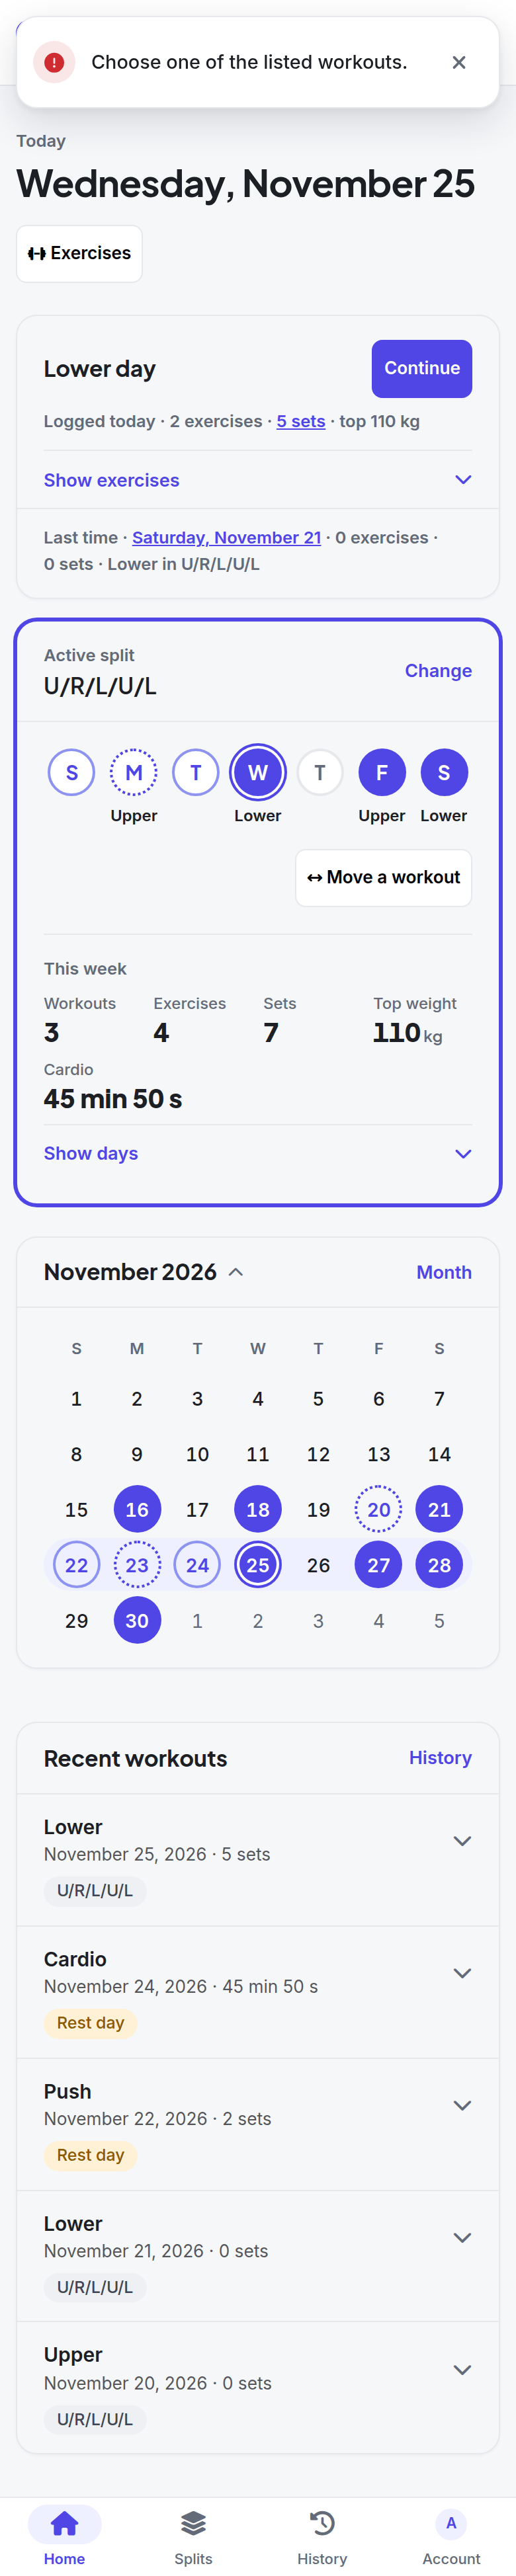 Choose one of the listed workouts.
Today
Wednesday, November 25
Exercises
Lower day
Continue
Logged today · 2 exercises · 5 sets · top 110 kg
Show exercises
Last time · Saturday, November 21 · 0 exercises ·
0 sets · Lower in U/R/L/U/L
Active split
U/R/L/U/L
Change
S M T W T F S
Upper Lower Upper Lower
Move a workout
This week
Workouts Exercises Sets Top weight
3 4 7 110 kg
Cardio
45 min 50 s
Show days
November 2026
Month
S M T W T F S
1 2 3 4 5 6 7
8 9 10 11 12 13 14
15 16 17 18 19 20 21
22 23 24 25 26 27 28
29 30 1 2 3 4 5
Recent workouts
History
Lower
November 25, 2026 · 5 sets
U/R/L/U/L
Cardio
November 24, 2026 · 45 min 50 s
Rest day
Push
November 22, 2026 · 2 sets
Rest day
Lower
November 21, 2026 · 0 sets
U/R/L/U/L
Upper
November 20, 2026 · 0 sets
U/R/L/U/L
A
Home Splits History Account